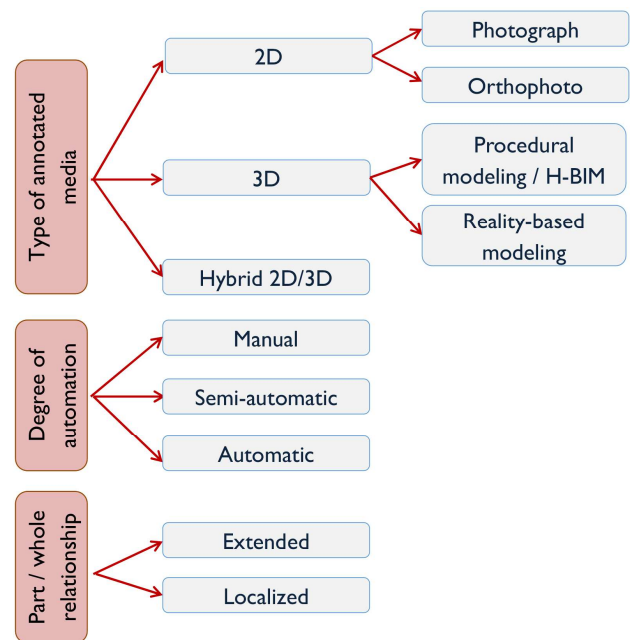 Type of annotated
media
2D
Photograph
Orthophoto
3D
Procedural
modeling / H-BIM
Reality-based
modeling
Hybrid 2D/3D
Degree of
automation
Manual
Semi-automatic
Automatic
Part / whole
relationship
Extended
Localized